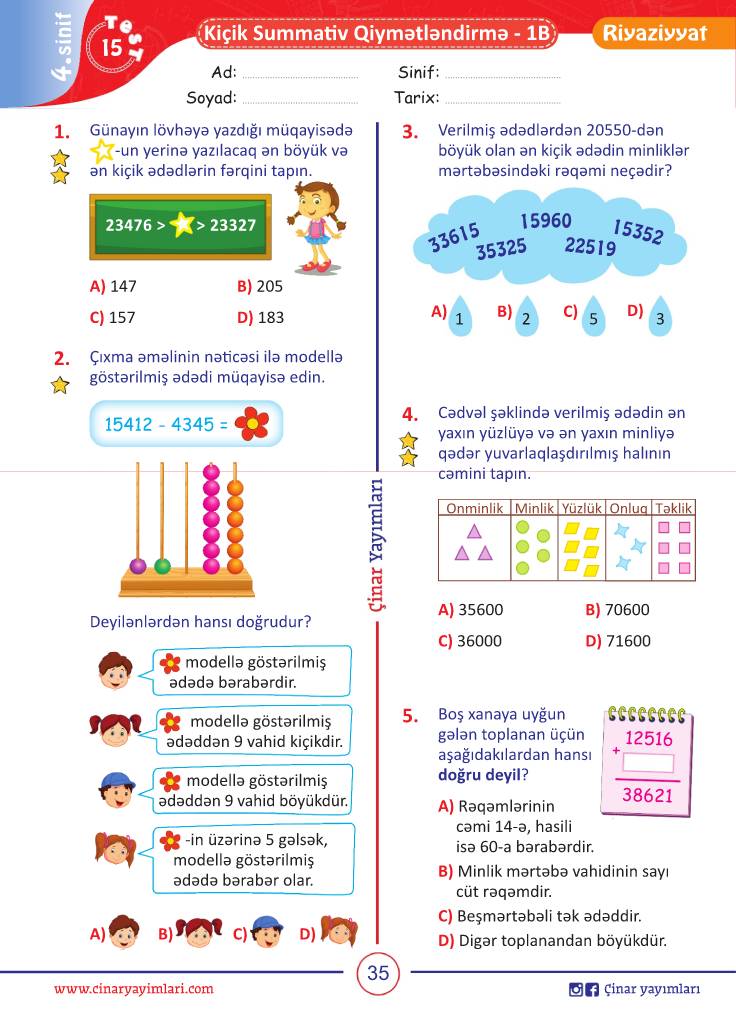 4. sinif
Test
15
Kiçik Summativ Qiymətləndirmə - 1B
Riyaziyyat
Ad:
Sinif:
Soyad:
Tarix:
1. Günayın lövhəyə yazdığı müqayisədə
-un yerinə yazılacaq ən böyük və
ən kiçik ədədlərin fərqini tapın.
23476 > > 23327
A) 147
B) 205
C) 157
D) 183
2. Çıxma əməlinin nəticəsi ilə modellə
göstərilmiş ədədi müqayisə edin.
15412 - 4345 =
Deyilənlərdən hansı doğrudur?
modellə göstərilmiş
ədədə bərabərdir.
modellə göstərilmiş
ədəddən 9 vahid kiçikdir.
modellə göstərilmiş
ədəddən 9 vahid böyükdür.
-in üzərinə 5 gəlsək,
modellə göstərilmiş
ədədə bərabər olar.
A)
B)
C)
D)
Çinar Yayımları
3. Verilmiş ədədlərdən 20550-dən
böyük olan ən kiçik ədədin minliklər
mərtəbəsindəki rəqəmi neçədir?
33615
35325
15960
22519
15352
A) 1
B) 2
C) 5
D) 3
4. Cədvəl şəklində verilmiş ədədin ən
yaxın yüzlüyə və ən yaxın minliyə
qədər yuvarlaqlaşdırılmış halının
cəmini tapın.
Onminlik Minlik Yüzlük Onluq Təklik
A) 35600
B) 70600
C) 36000
D) 71600
5. Boş xanaya uyğun
gələn toplanan üçün
aşağıdakılardan hansı
doğru deyil?
12516
+
38621
A) Rəqəmlərinin
cəmi 14-ə, hasili
isə 60-a bərabərdir.
B) Minlik mərtəbə vahidinin sayı
cüt rəqəmdir.
C) Beşmərtəbəli tək ədəddir.
D) Digər toplanandan böyükdür.
www.cinaryayimlari.com
35
Çinar yayımları